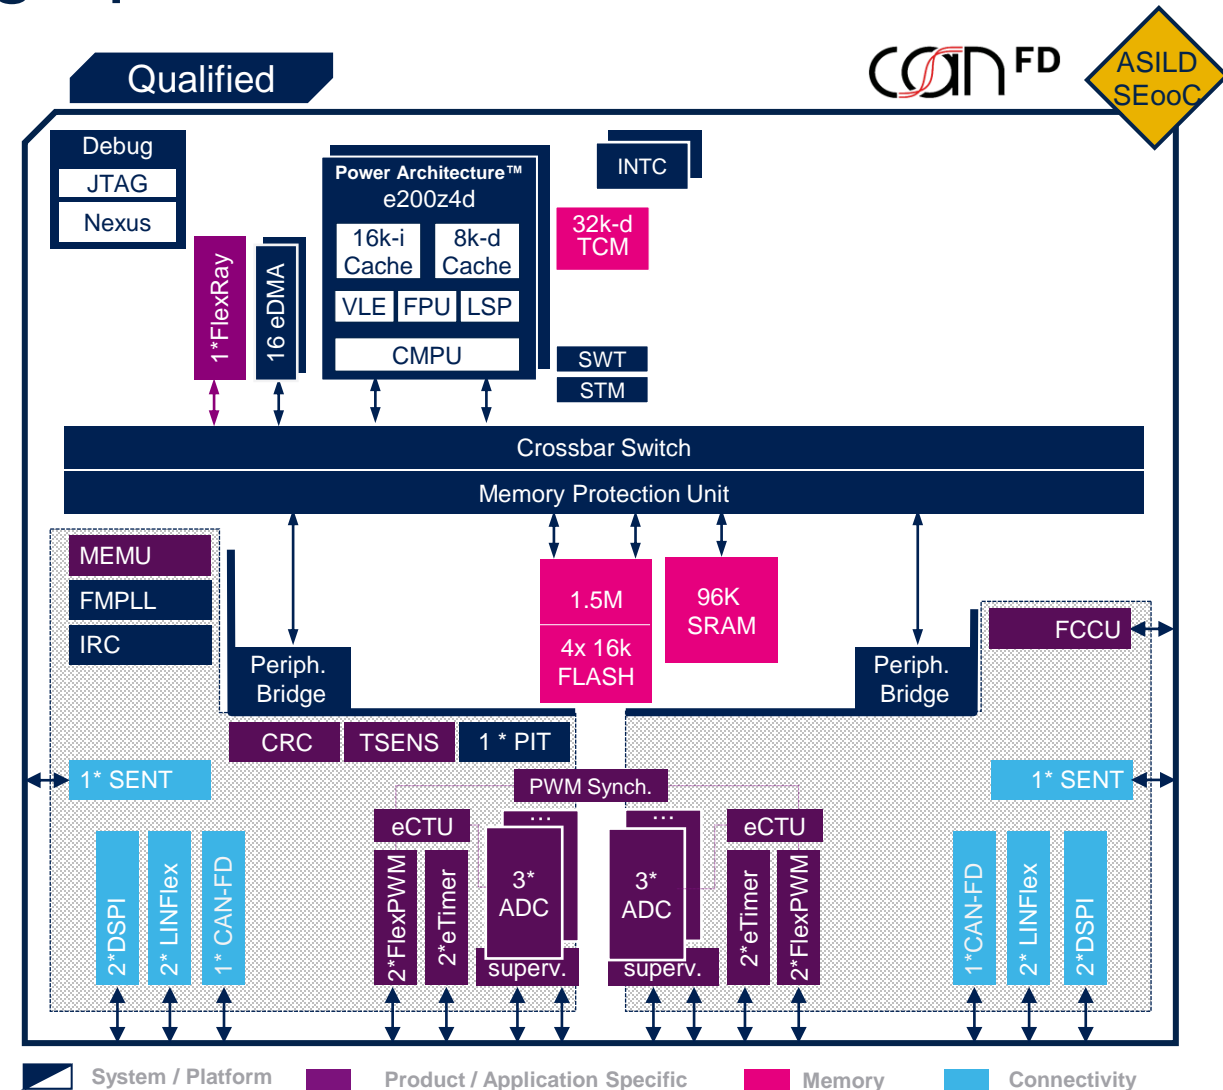 Qualified
CAN FD
ASILD
SEooC
Debug
JTAG
Nexus
Power Architecture™
e200z4d
16k-i
Cache
8k-d
Cache
VLE
FPU
LSP
CMPU
INTC
32k-d
TCM
SWT
STM
1*FlexRay
16 eDMA
Crossbar Switch
Memory Protection Unit
MEMU
FMPLL
IRC
Periph.
Bridge
1.5M
4x 16k
FLASH
96K
SRAM
Periph.
Bridge
FCCU
CRC
TSENS
1 * PIT
1* SENT
PWM Synch.
1* SENT
eCTU
...
...
eCTU
2*DSPI
2* LINFlex
1* CAN-FD
2*FlexPWM
2*eTimer
3*
ADC
superv.
3*
ADC
superv.
2*eTimer
2*FlexPWM
1*CAN-FD
2* LINFlex
2*DSPI
System / Platform
Product / Application Specific
Memory
Connectivity